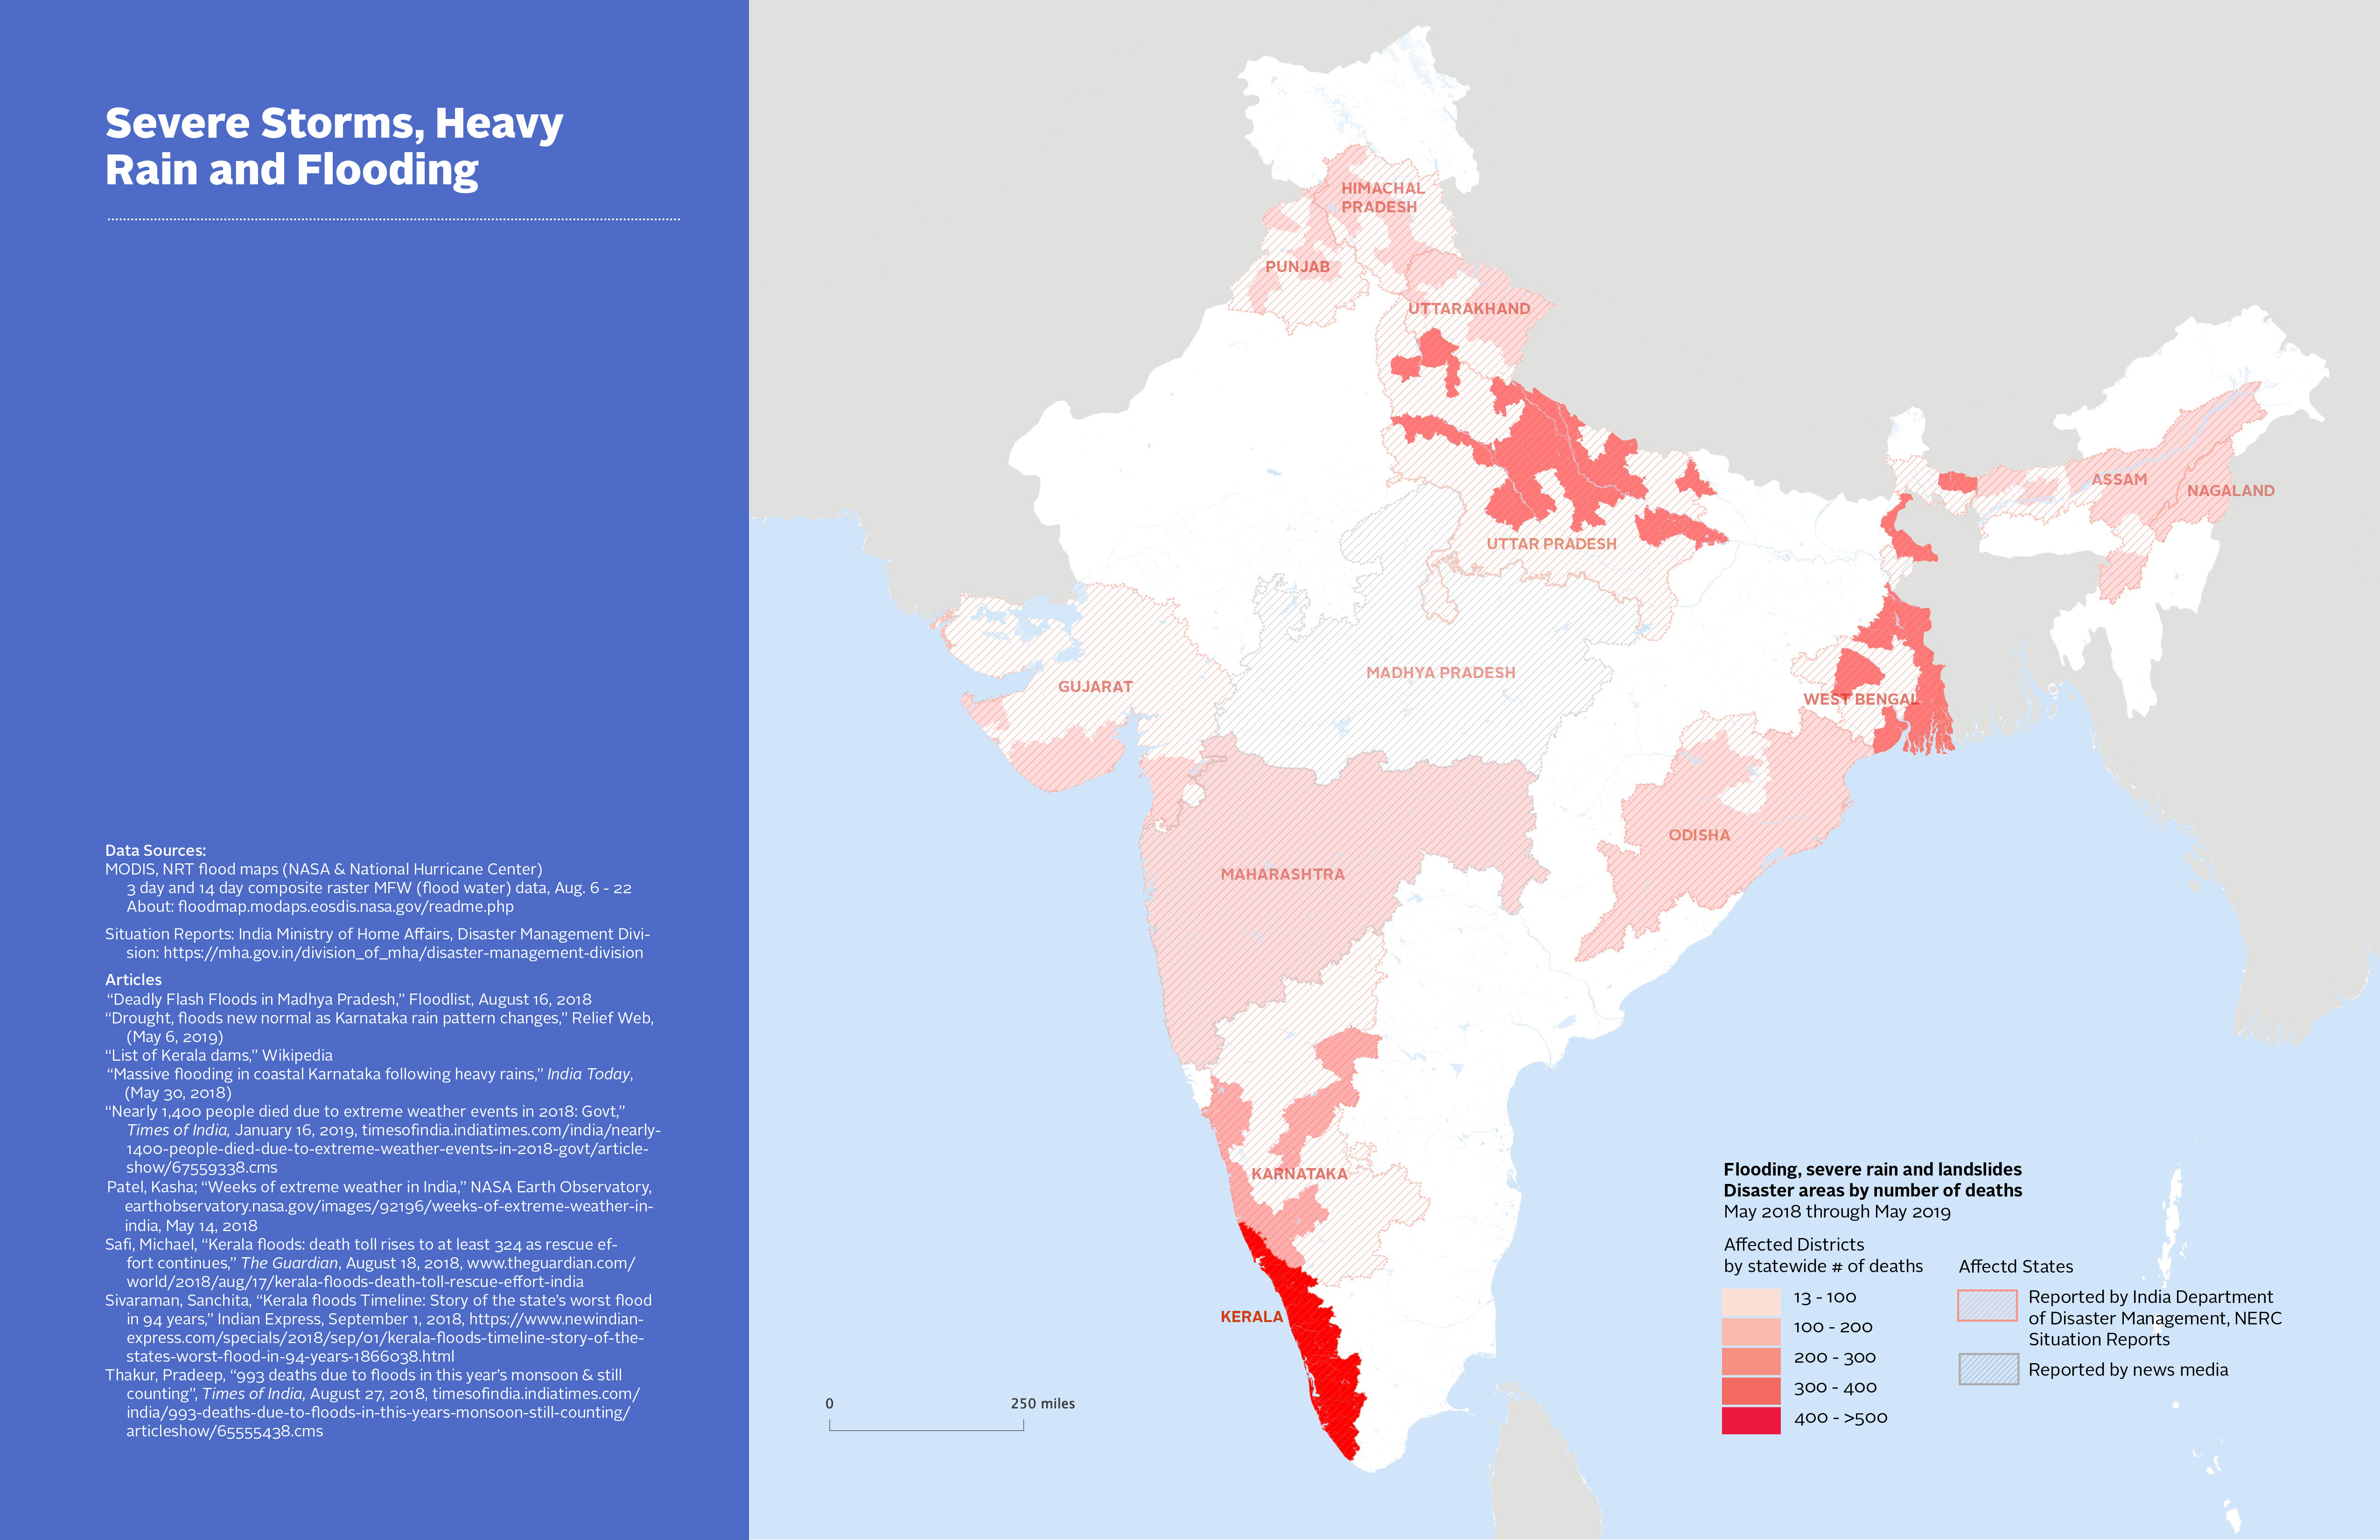 Severe Storms, Heavy
Rain and Flooding
Data Sources:
MODIS, NRT flood maps (NASA & National Hurricane Center)
3 day and 14 day composite raster MFW (flood water) data, Aug. 6 - 22
About: floodmap.modaps.eosdis.nasa.gov/readme.php
Situation Reports: India Ministry of Home Affairs, Disaster Management Divi-
sion: https://mha.gov.in/division_of_mha/disaster-management-division
Articles
“Deadly Flash Floods in Madhya Pradesh,” Floodlist, August 16, 2018
“Drought, floods new normal as Karnataka rain pattern changes,” Relief Web,
(May 6, 2019)
“List of Kerala dams,” Wikipedia
“Massive flooding in coastal Karnataka following heavy rains,” India Today,
(May 30, 2018)
“Nearly 1,400 people died due to extreme weather events in 2018: Govt,”
Times of India, January 16, 2019, timesofindia.indiatimes.com/india/nearly-
1400-people-died-due-to-extreme-weather-events-in-2018-govt/article-
show/67559338.cms
Patel, Kasha; “Weeks of extreme weather in India,” NASA Earth Observatory,
earthobservatory.nasa.gov/images/92196/weeks-of-extreme-weather-in-
india, May 14, 2018
Safi, Michael, “Kerala floods: death toll rises to at least 324 as rescue ef-
fort continues,” The Guardian, August 18, 2018, www.theguardian.com/
world/2018/aug/17/kerala-floods-death-toll-rescue-effort-india
Sivaraman, Sanchita, “Kerala floods Timeline: Story of the state’s worst flood
in 94 years,” Indian Express, September 1, 2018, https://www.newindian-
express.com/specials/2018/sep/01/kerala-floods-timeline-story-of-the-
states-worst-flood-in-94-years-1866038.html
Thakur, Pradeep, “993 deaths due to floods in this year’s monsoon & still
counting”, Times of India, August 27, 2018, timesofindia.indiatimes.com/
india/993-deaths-due-to-floods-in-this-years-monsoon-still-counting/
articleshow/65555438.cms
HIMACHAL
PRADESH
PUNJAB
UTTARAKHAND
ASSAM
NAGALAND
UTTAR PRADESH
MADHYA PRADESH
GUJARAT
WEST BENGAL
ODISHA
MAHARASHTRA
KARNATAKA
KERALA
0
250 miles
Flooding, severe rain and landslides
Disaster areas by number of deaths
May 2018 through May 2019
Affected Districts
by statewide # of deaths
13 - 100
100 - 200
200 - 300
300 - 400
400 - >500
Affectd States
Reported by India Department
of Disaster Management, NERC
Situation Reports
Reported by news media